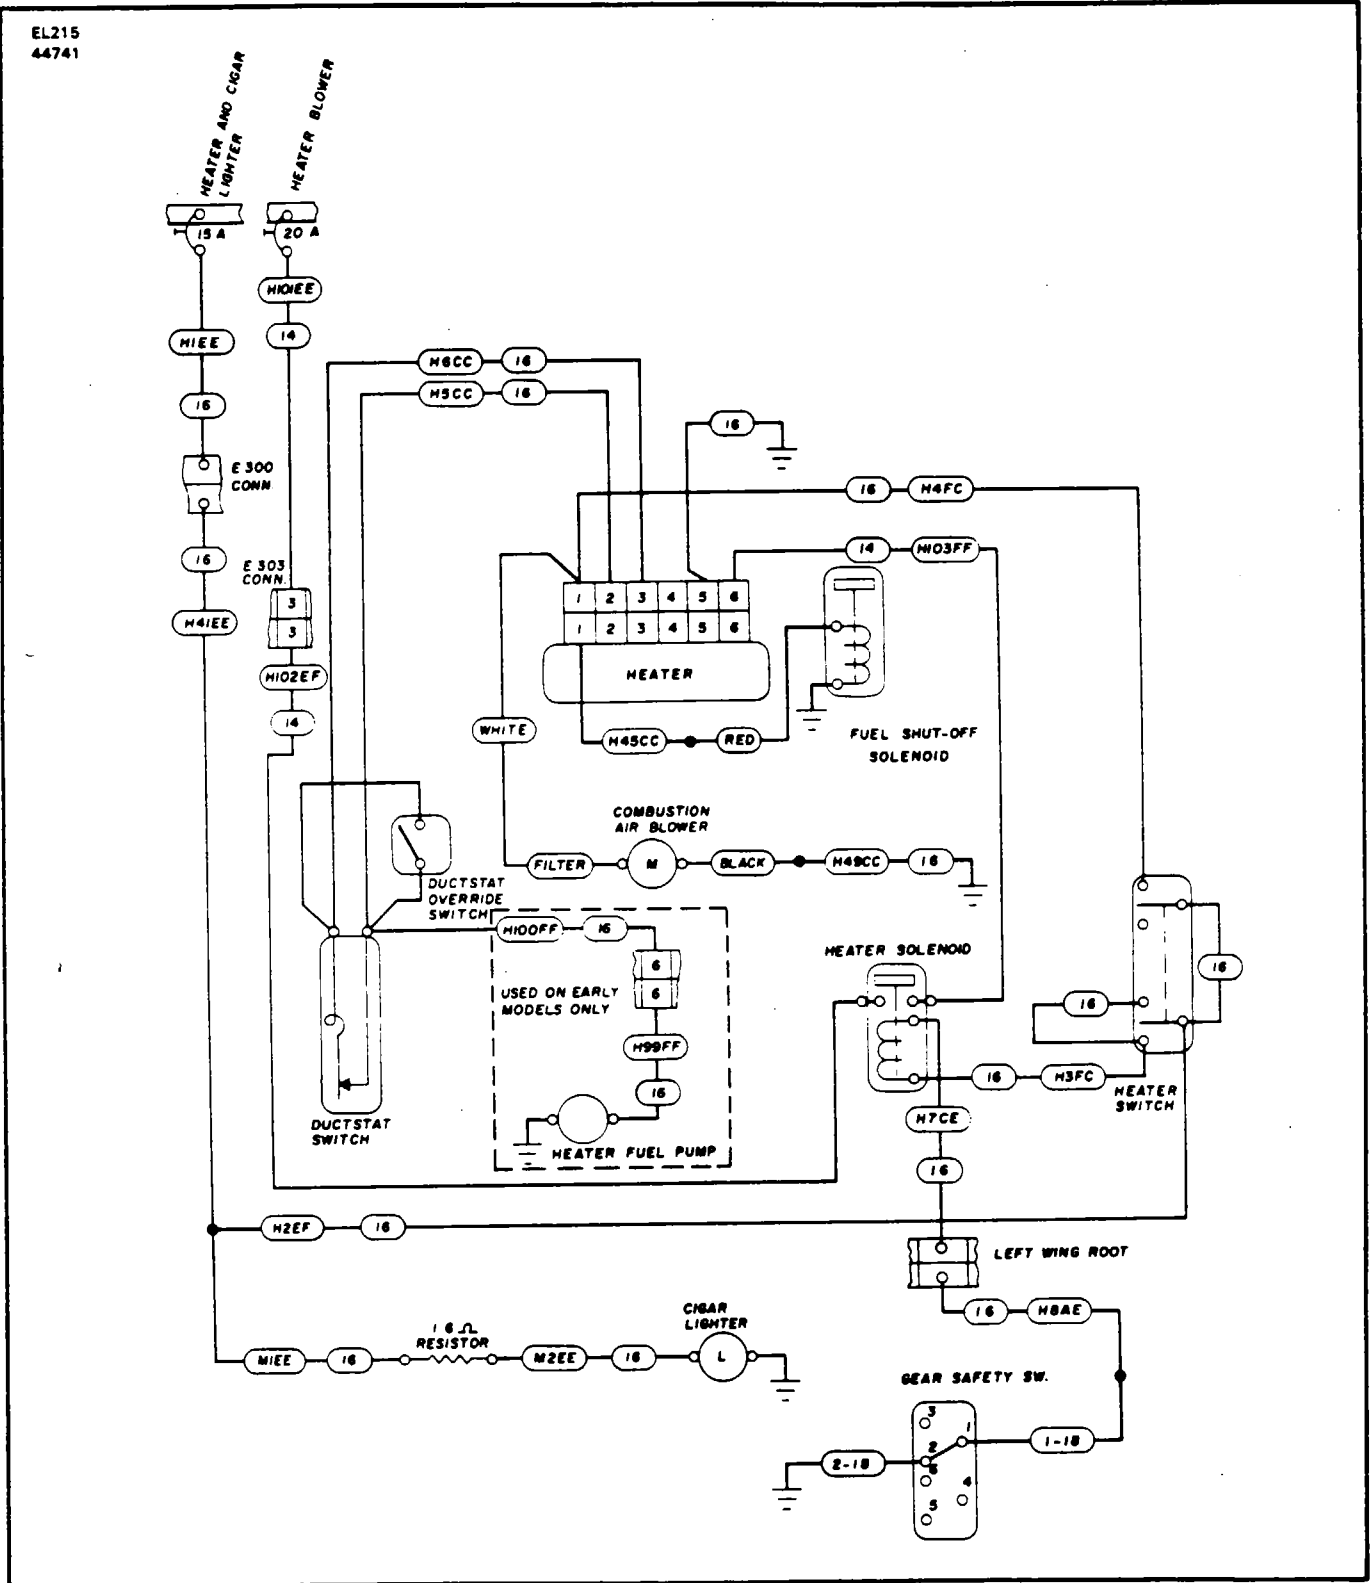 EL215
44741
HEATER AND CIGAR
LIGHTER
HEATER BLOWER
15 A
20 A
H101EE
H1EE
14
16
H6CC
16
H5CC
16
16
E 300
CONN.
16
H4FC
16
E 303
CONN.
14
H103FF
H41EE
3
3
1 2 3 4 5 6
1 2 3 4 5 6
HEATER
H102EF
14
WHITE
H45CC
RED
FUEL SHUT-OFF
SOLENOID
COMBUSTION
AIR BLOWER
FILTER
M
BLACK
H49CC
16
DUCTSTAT
OVERRIDE
SWITCH
H100FF
16
HEATER SOLENOID
6
6
USED ON EARLY
MODELS ONLY
16
16
H99FF
16
16
H3FC
HEATER
SWITCH
H7CE
DUCTSTAT
SWITCH
HEATER FUEL PUMP
16
H2EF
16
LEFT WING ROOT
16
H8AE
CIGAR
LIGHTER
1 6 Ω
RESISTOR
M1EE
16
M2EE
16
L
GEAR SAFETY SW.
3
1
2
6
4
5
2-18
1-18